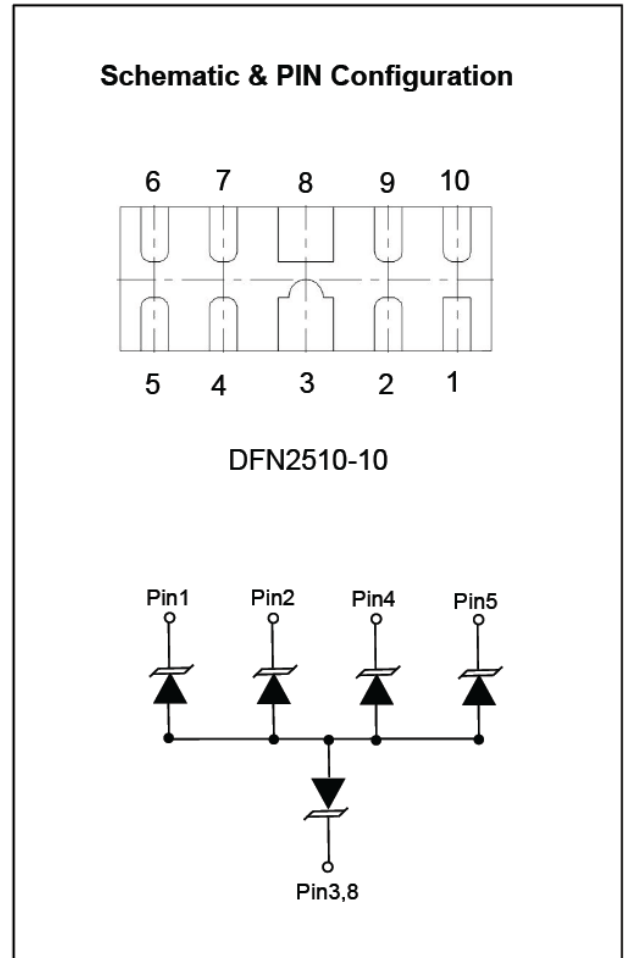 Schematic & PIN Configuration
6 7 8 9 10
5 4 3 2 1
DFN2510-10
Pin1 Pin2 Pin4 Pin5
Pin3,8